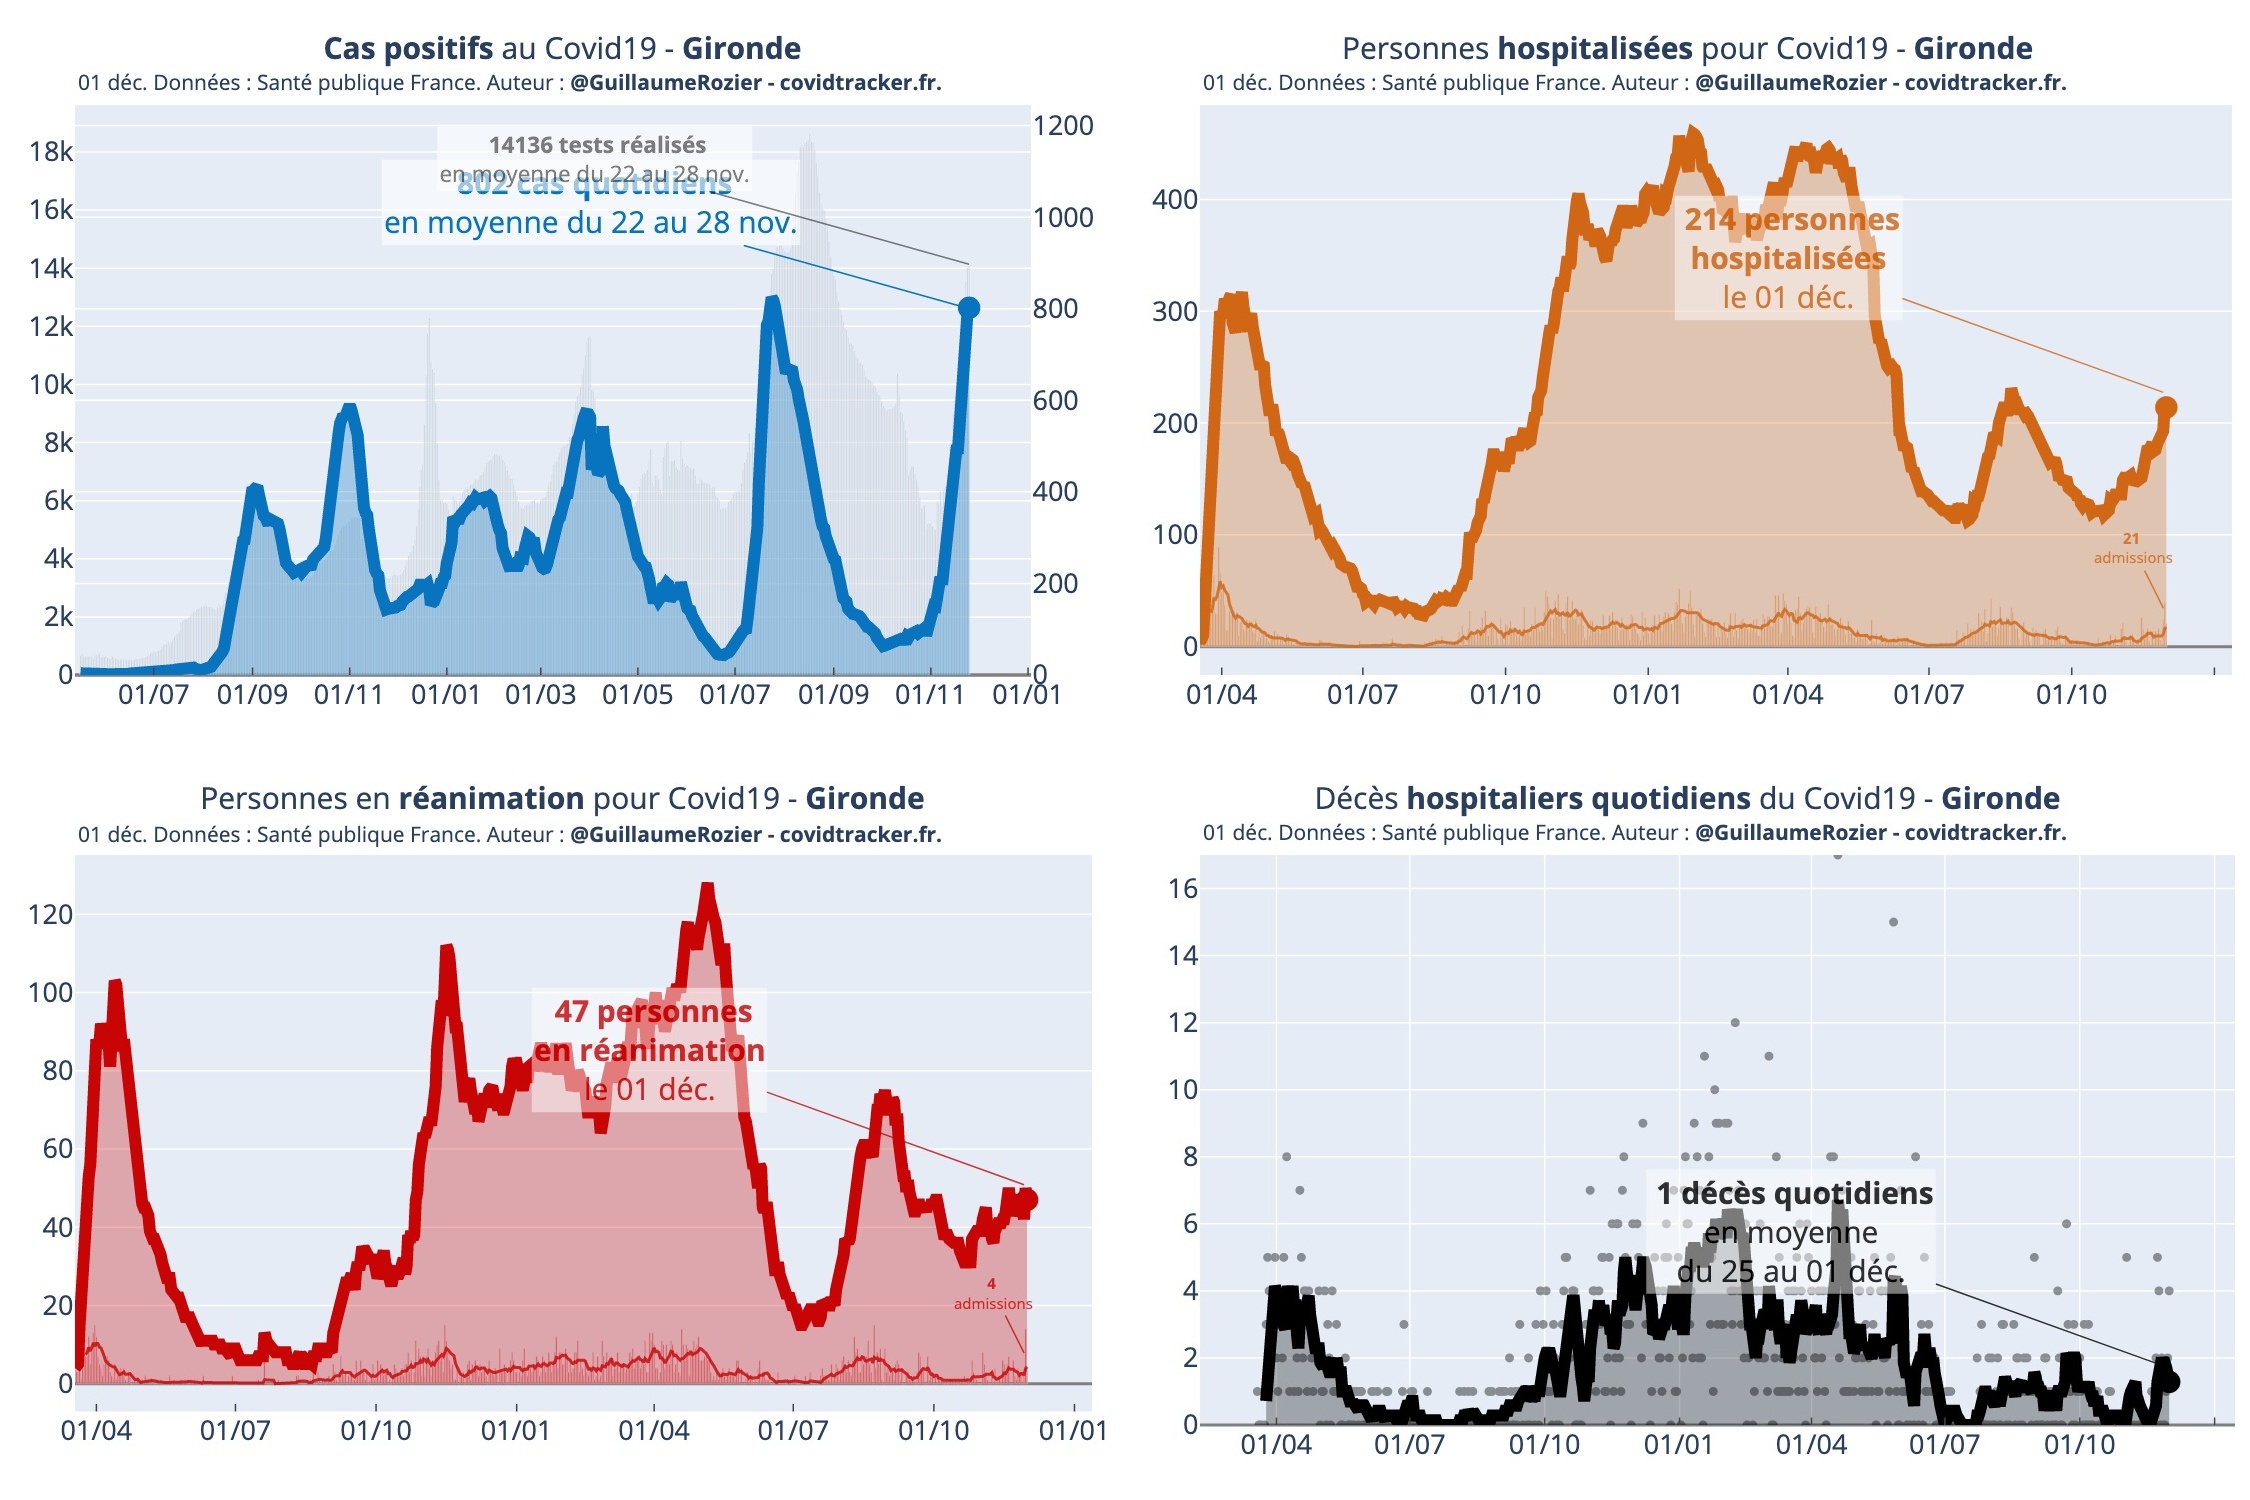 Cas positifs au Covid19 - Gironde
01 déc. Données : Santé publique France. Auteur : @GuillaumeRozier - covidtracker.fr.
14136 tests réalisés
en moyenne du 22 au 28 nov.
802 cas quotidiens
en moyenne du 22 au 28 nov.
18k
16k
14k
12k
10k
8k
6k
4k
2k
0
1200
1000
800
600
400
200
0
01/07 01/09 01/11 01/01 01/03 01/05 01/07 01/09 01/11 01/01
Personnes hospitalisées pour Covid19 - Gironde
01 déc. Données : Santé publique France. Auteur : @GuillaumeRozier - covidtracker.fr.
214 personnes
hospitalisées
le 01 déc.
21
admissions
400
300
200
100
0
01/04 01/07 01/10 01/01 01/04 01/07 01/10
Personnes en réanimation pour Covid19 - Gironde
01 déc. Données : Santé publique France. Auteur : @GuillaumeRozier - covidtracker.fr.
47 personnes
en réanimation
le 01 déc.
4
admissions
120
100
80
60
40
20
0
01/04 01/07 01/10 01/01 01/04 01/07 01/10 01/01
Décès hospitaliers quotidiens du Covid19 - Gironde
01 déc. Données : Santé publique France. Auteur : @GuillaumeRozier - covidtracker.fr.
1 décès quotidiens
en moyenne
du 25 au 01 déc.
16
14
12
10
8
6
4
2
0
01/04 01/07 01/10 01/01 01/04 01/07 01/10